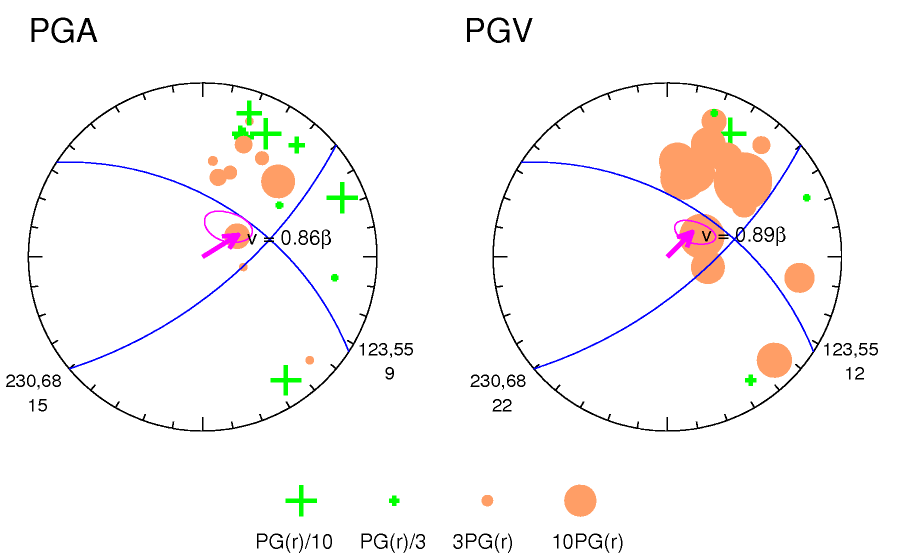 PGA
PGV
v = 0.86β
v = 0.89β
123,55
9
123,55
12
230,68
15
230,68
22
PG(r)/10
PG(r)/3
3PG(r)
10PG(r)